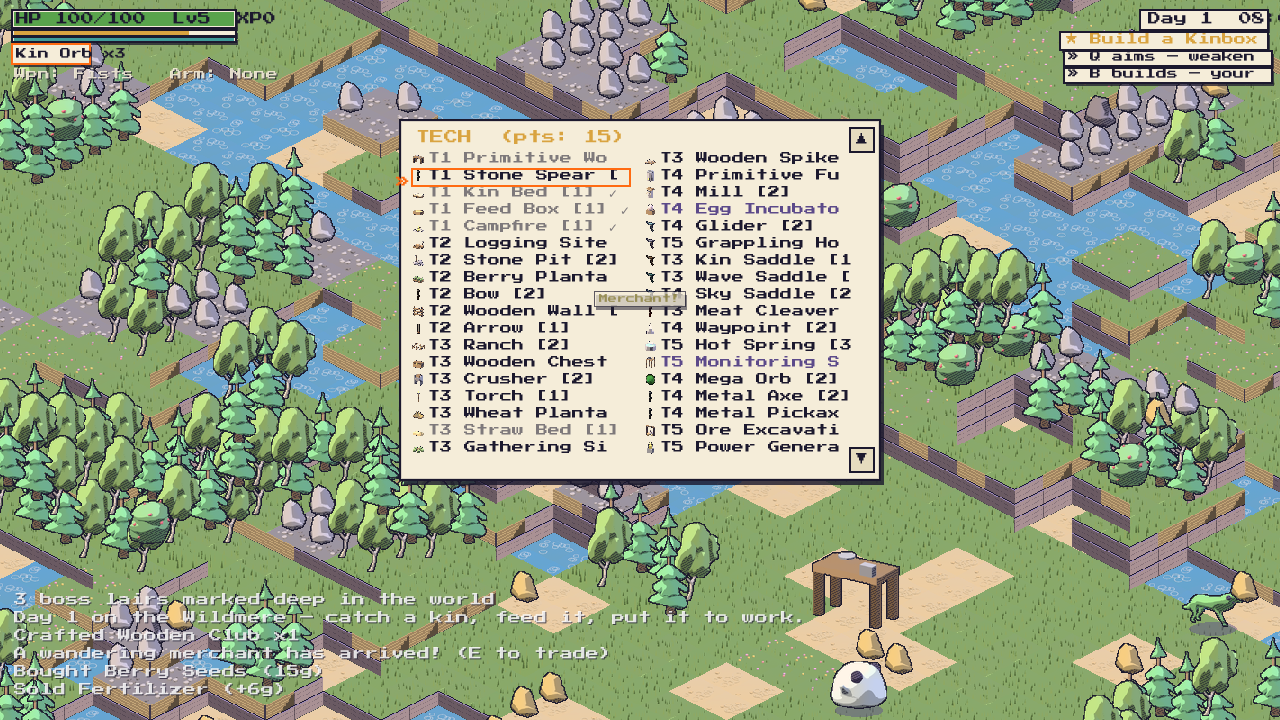 HP 100/100 Lv5 XP0
Kin Orb x3
Wpn: Fists Arm: None
Day 1 08:
★ Build a Kinbox
» Q aims — weaken
» B builds — your
TECH (pts: 15)
T1 Primitive Wo
T1 Stone Spear [
T1 Kin Bed [1] ✓
T1 Feed Box [1] ✓
T1 Campfire [1] ✓
T2 Logging Site
T2 Stone Pit [2]
T2 Berry Planta
T2 Bow [2]
T2 Wooden Wall [
T2 Arrow [1]
T3 Ranch [2]
T3 Wooden Chest
T3 Crusher [2]
T3 Torch [1]
T3 Wheat Planta
T3 Straw Bed [1]
T3 Gathering Si
T3 Wooden Spike
T4 Primitive Fu
T4 Mill [2]
T4 Egg Incubato
T4 Glider [2]
T5 Grappling Ho
T3 Kin Saddle [1
T3 Wave Saddle [
T4 Sky Saddle [2
T3 Meat Cleaver
T4 Waypoint [2]
T5 Hot Spring [3
T5 Monitoring S
T4 Mega Orb [2]
T4 Metal Axe [2]
T4 Metal Pickax
T5 Ore Excavati
T5 Power Genera
Merchant!
3 boss lairs marked deep in the world
Day 1 on the Wildmere — catch a kin, feed it, put it to work.
Crafted Wooden Club x1
A wandering merchant has arrived! (E to trade)
Bought Berry Seeds (15g)
Sold Fertilizer (+6g)